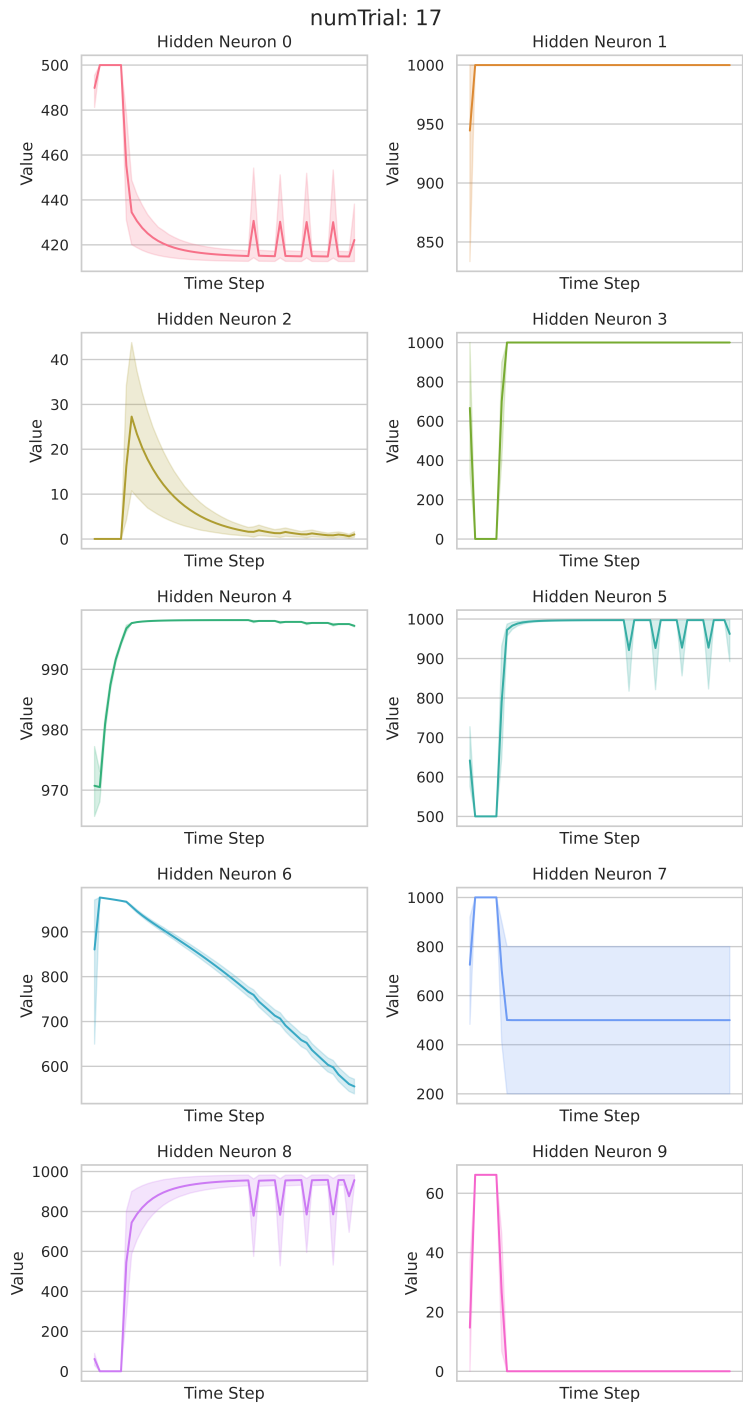 numTrial: 17
Hidden Neuron 0
Hidden Neuron 1
500
480
460
440
420
Value
Time Step
1000
950
900
850
Value
Time Step
Hidden Neuron 2
Hidden Neuron 3
40
30
20
10
0
Value
Time Step
1000
800
600
400
200
0
Value
Time Step
Hidden Neuron 4
Hidden Neuron 5
990
980
970
Value
Time Step
1000
900
800
700
600
500
Value
Time Step
Hidden Neuron 6
Hidden Neuron 7
900
800
700
600
Value
Time Step
1000
800
600
400
200
Value
Time Step
Hidden Neuron 8
Hidden Neuron 9
1000
800
600
400
200
0
Value
Time Step
60
40
20
0
Value
Time Step